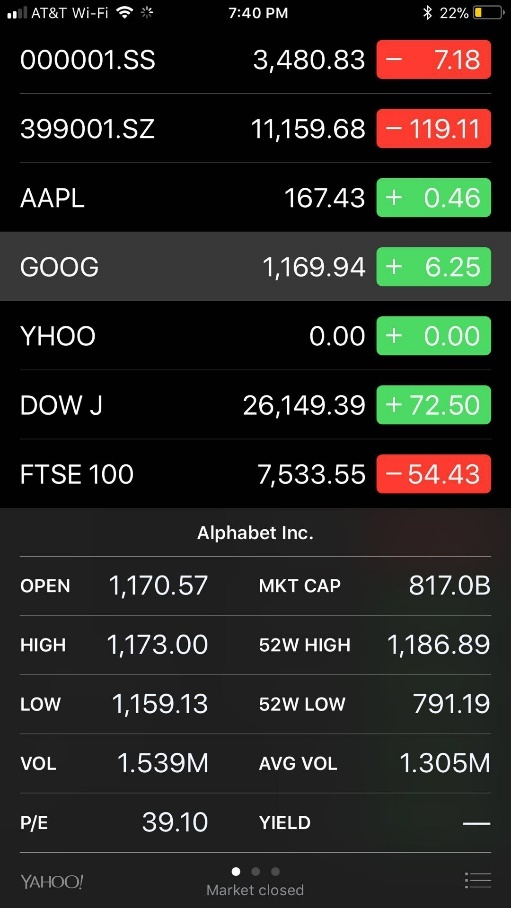 AT&T Wi-Fi 7:40 PM 22%
000001.SS 3,480.83 − 7.18
399001.SZ 11,159.68 − 119.11
AAPL 167.43 + 0.46
GOOG 1,169.94 + 6.25
YHOO 0.00 + 0.00
DOW J 26,149.39 + 72.50
FTSE 100 7,533.55 − 54.43
Alphabet Inc.
OPEN 1,170.57 MKT CAP 817.0B
HIGH 1,173.00 52W HIGH 1,186.89
LOW 1,159.13 52W LOW 791.19
VOL 1.539M AVG VOL 1.305M
P/E 39.10 YIELD —
YAHOO!
Market closed